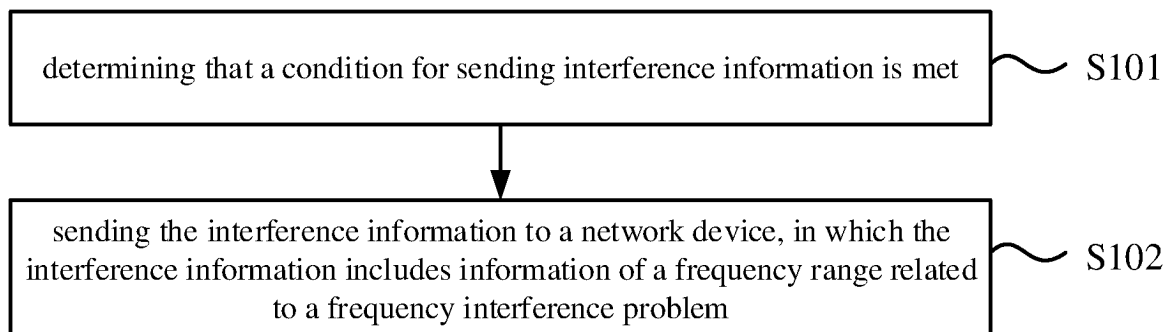 determining that a condition for sending interference information is met
S101
sending the interference information to a network device, in which the
interference information includes information of a frequency range related
to a frequency interference problem
S102